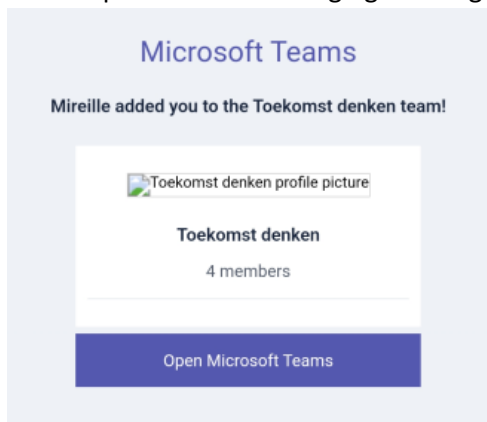 Microsoft Teams
Mireille added you to the Toekomst denken team!
Toekomst denken profile picture
Toekomst denken
4 members
Open Microsoft Teams